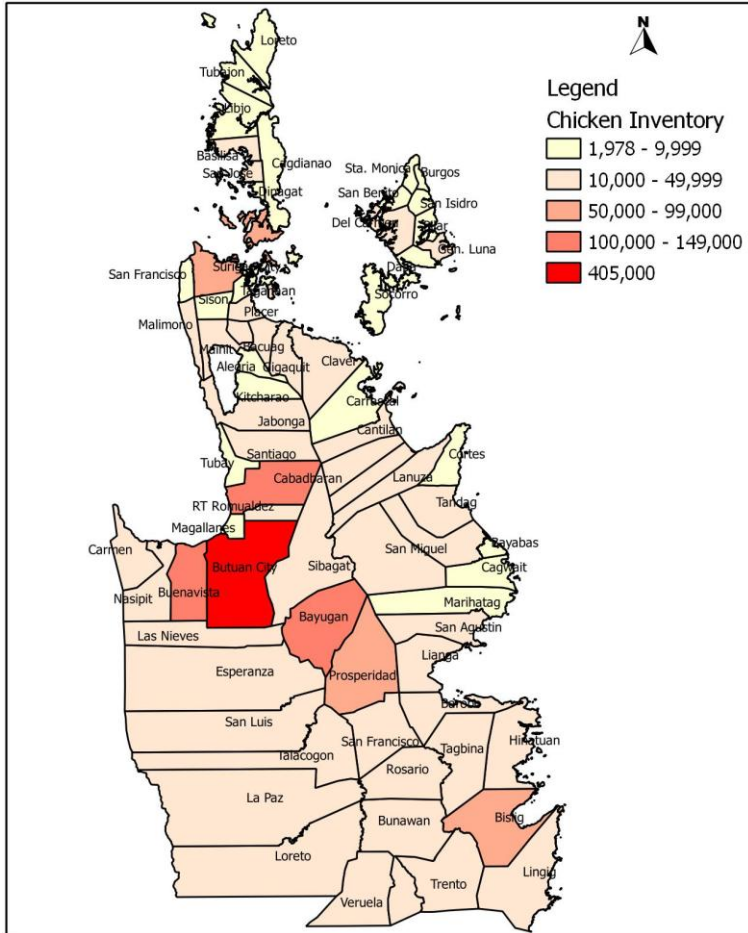 N
Legend
Chicken Inventory
1,978 - 9,999
10,000 - 49,999
50,000 - 99,000
100,000 - 149,000
405,000
Loreto
Tubajon
Libjo
Basilisa
San Jose
Cagdianao
Dinagat
Sta. Monica
Burgos
San Benito
San Isidro
Del Carmen
Pilar
Gen. Luna
Dapa
Socorro
San Francisco
Surigao City
Tagana-an
Sison
Placer
Malimono
Mainit
Bacuag
Alegria
Gigaquit
Claver
Kitcharao
Carrascal
Jabonga
Cantilan
Santiago
Tubay
Cabadbaran
Lanuza
Cortes
RT Romualdez
Tandag
Magallanes
Carmen
Butuan City
Sibagat
San Miguel
Bayabas
Cagwait
Nasipit
Buenavista
Marihatag
Bayugan
San Agustin
Las Nieves
Lianga
Esperanza
Prosperidad
Barobo
San Luis
San Francisco
Hinatuan
Talacogon
Tagbina
Rosario
La Paz
Bislig
Bunawan
Loreto
Lingig
Trento
Veruela